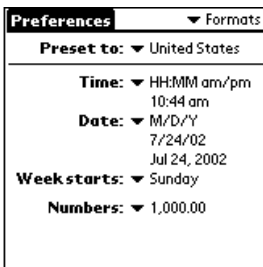 Preferences Formats
Preset to: United States
Time: HH:MM am/pm
10:44 am
Date: M/D/Y
7/24/02
Jul 24, 2002
Week starts: Sunday
Numbers: 1,000.00